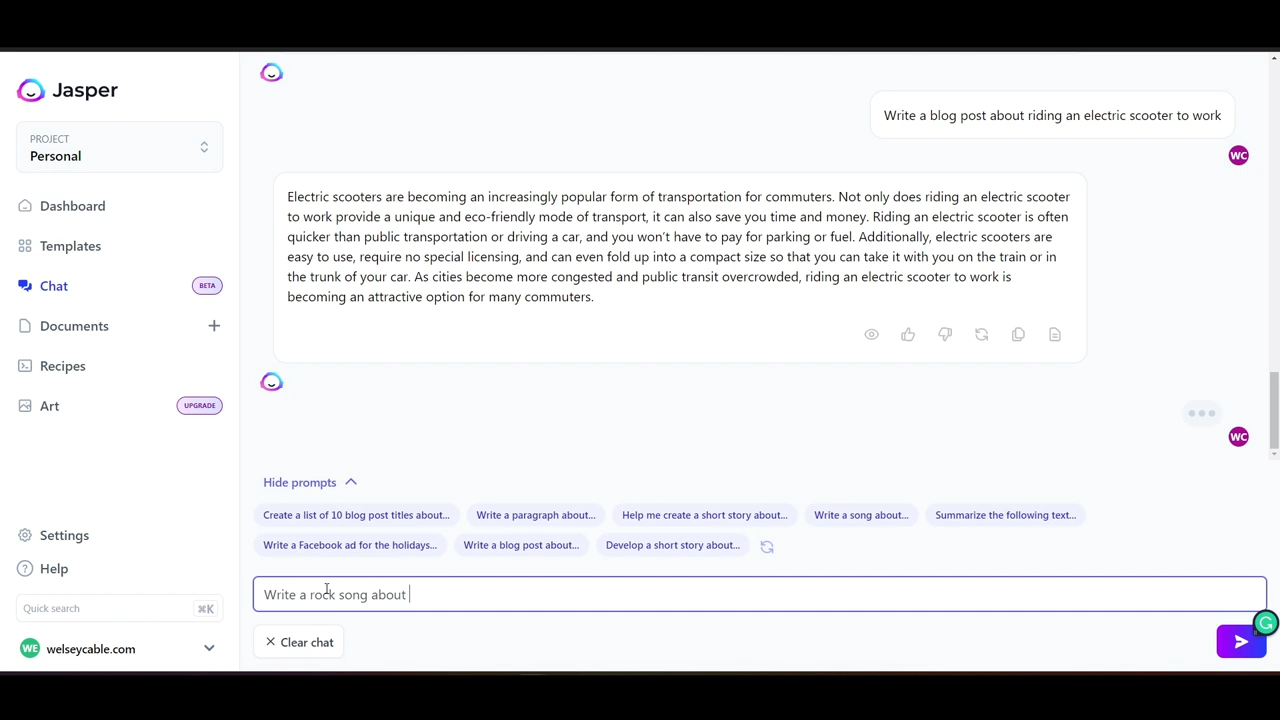 Jasper
PROJECT
Personal
Dashboard
Templates
Chat
BETA
Documents
Recipes
Art
UPGRADE
Settings
Help
Quick search
⌘K
WE
welseycable.com
Write a blog post about riding an electric scooter to work
WC
Electric scooters are becoming an increasingly popular form of transportation for commuters. Not only does riding an electric scooter
to work provide a unique and eco-friendly mode of transport, it can also save you time and money. Riding an electric scooter is often
quicker than public transportation or driving a car, and you won't have to pay for parking or fuel. Additionally, electric scooters are
easy to use, require no special licensing, and can even fold up into a compact size so that you can take it with you on the train or in
the trunk of your car. As cities become more congested and public transit overcrowded, riding an electric scooter to work is
becoming an attractive option for many commuters.
WC
Hide prompts
Create a list of 10 blog post titles about...
Write a paragraph about...
Help me create a short story about...
Write a song about...
Summarize the following text...
Write a Facebook ad for the holidays...
Write a blog post about...
Develop a short story about...
Write a rock song about
Clear chat